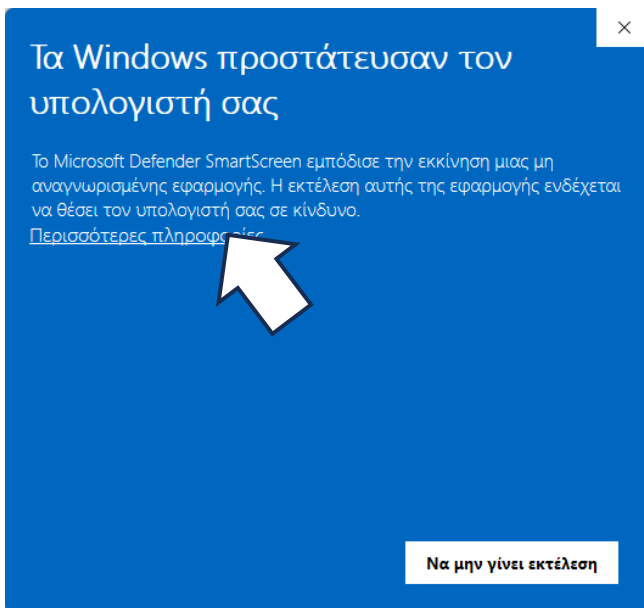 Τα Windows προστάτευσαν τον
υπολογιστή σας
Το Microsoft Defender SmartScreen εμπόδισε την εκκίνηση μιας μη
αναγνωρισμένης εφαρμογής. Η εκτέλεση αυτής της εφαρμογής ενδέχεται
να θέσει τον υπολογιστή σας σε κίνδυνο.
Περισσότερες πληροφορίες
Να μην γίνει εκτέλεση